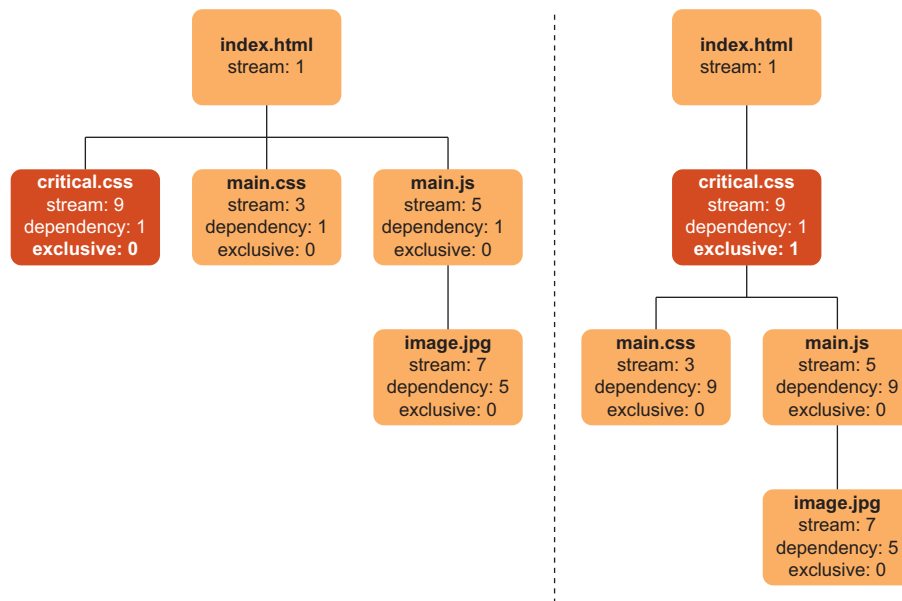 index.html
stream: 1
critical.css
stream: 9
dependency: 1
exclusive: 0
main.css
stream: 3
dependency: 1
exclusive: 0
main.js
stream: 5
dependency: 1
exclusive: 0
image.jpg
stream: 7
dependency: 5
exclusive: 0
index.html
stream: 1
critical.css
stream: 9
dependency: 1
exclusive: 1
main.css
stream: 3
dependency: 9
exclusive: 0
main.js
stream: 5
dependency: 9
exclusive: 0
image.jpg
stream: 7
dependency: 5
exclusive: 0